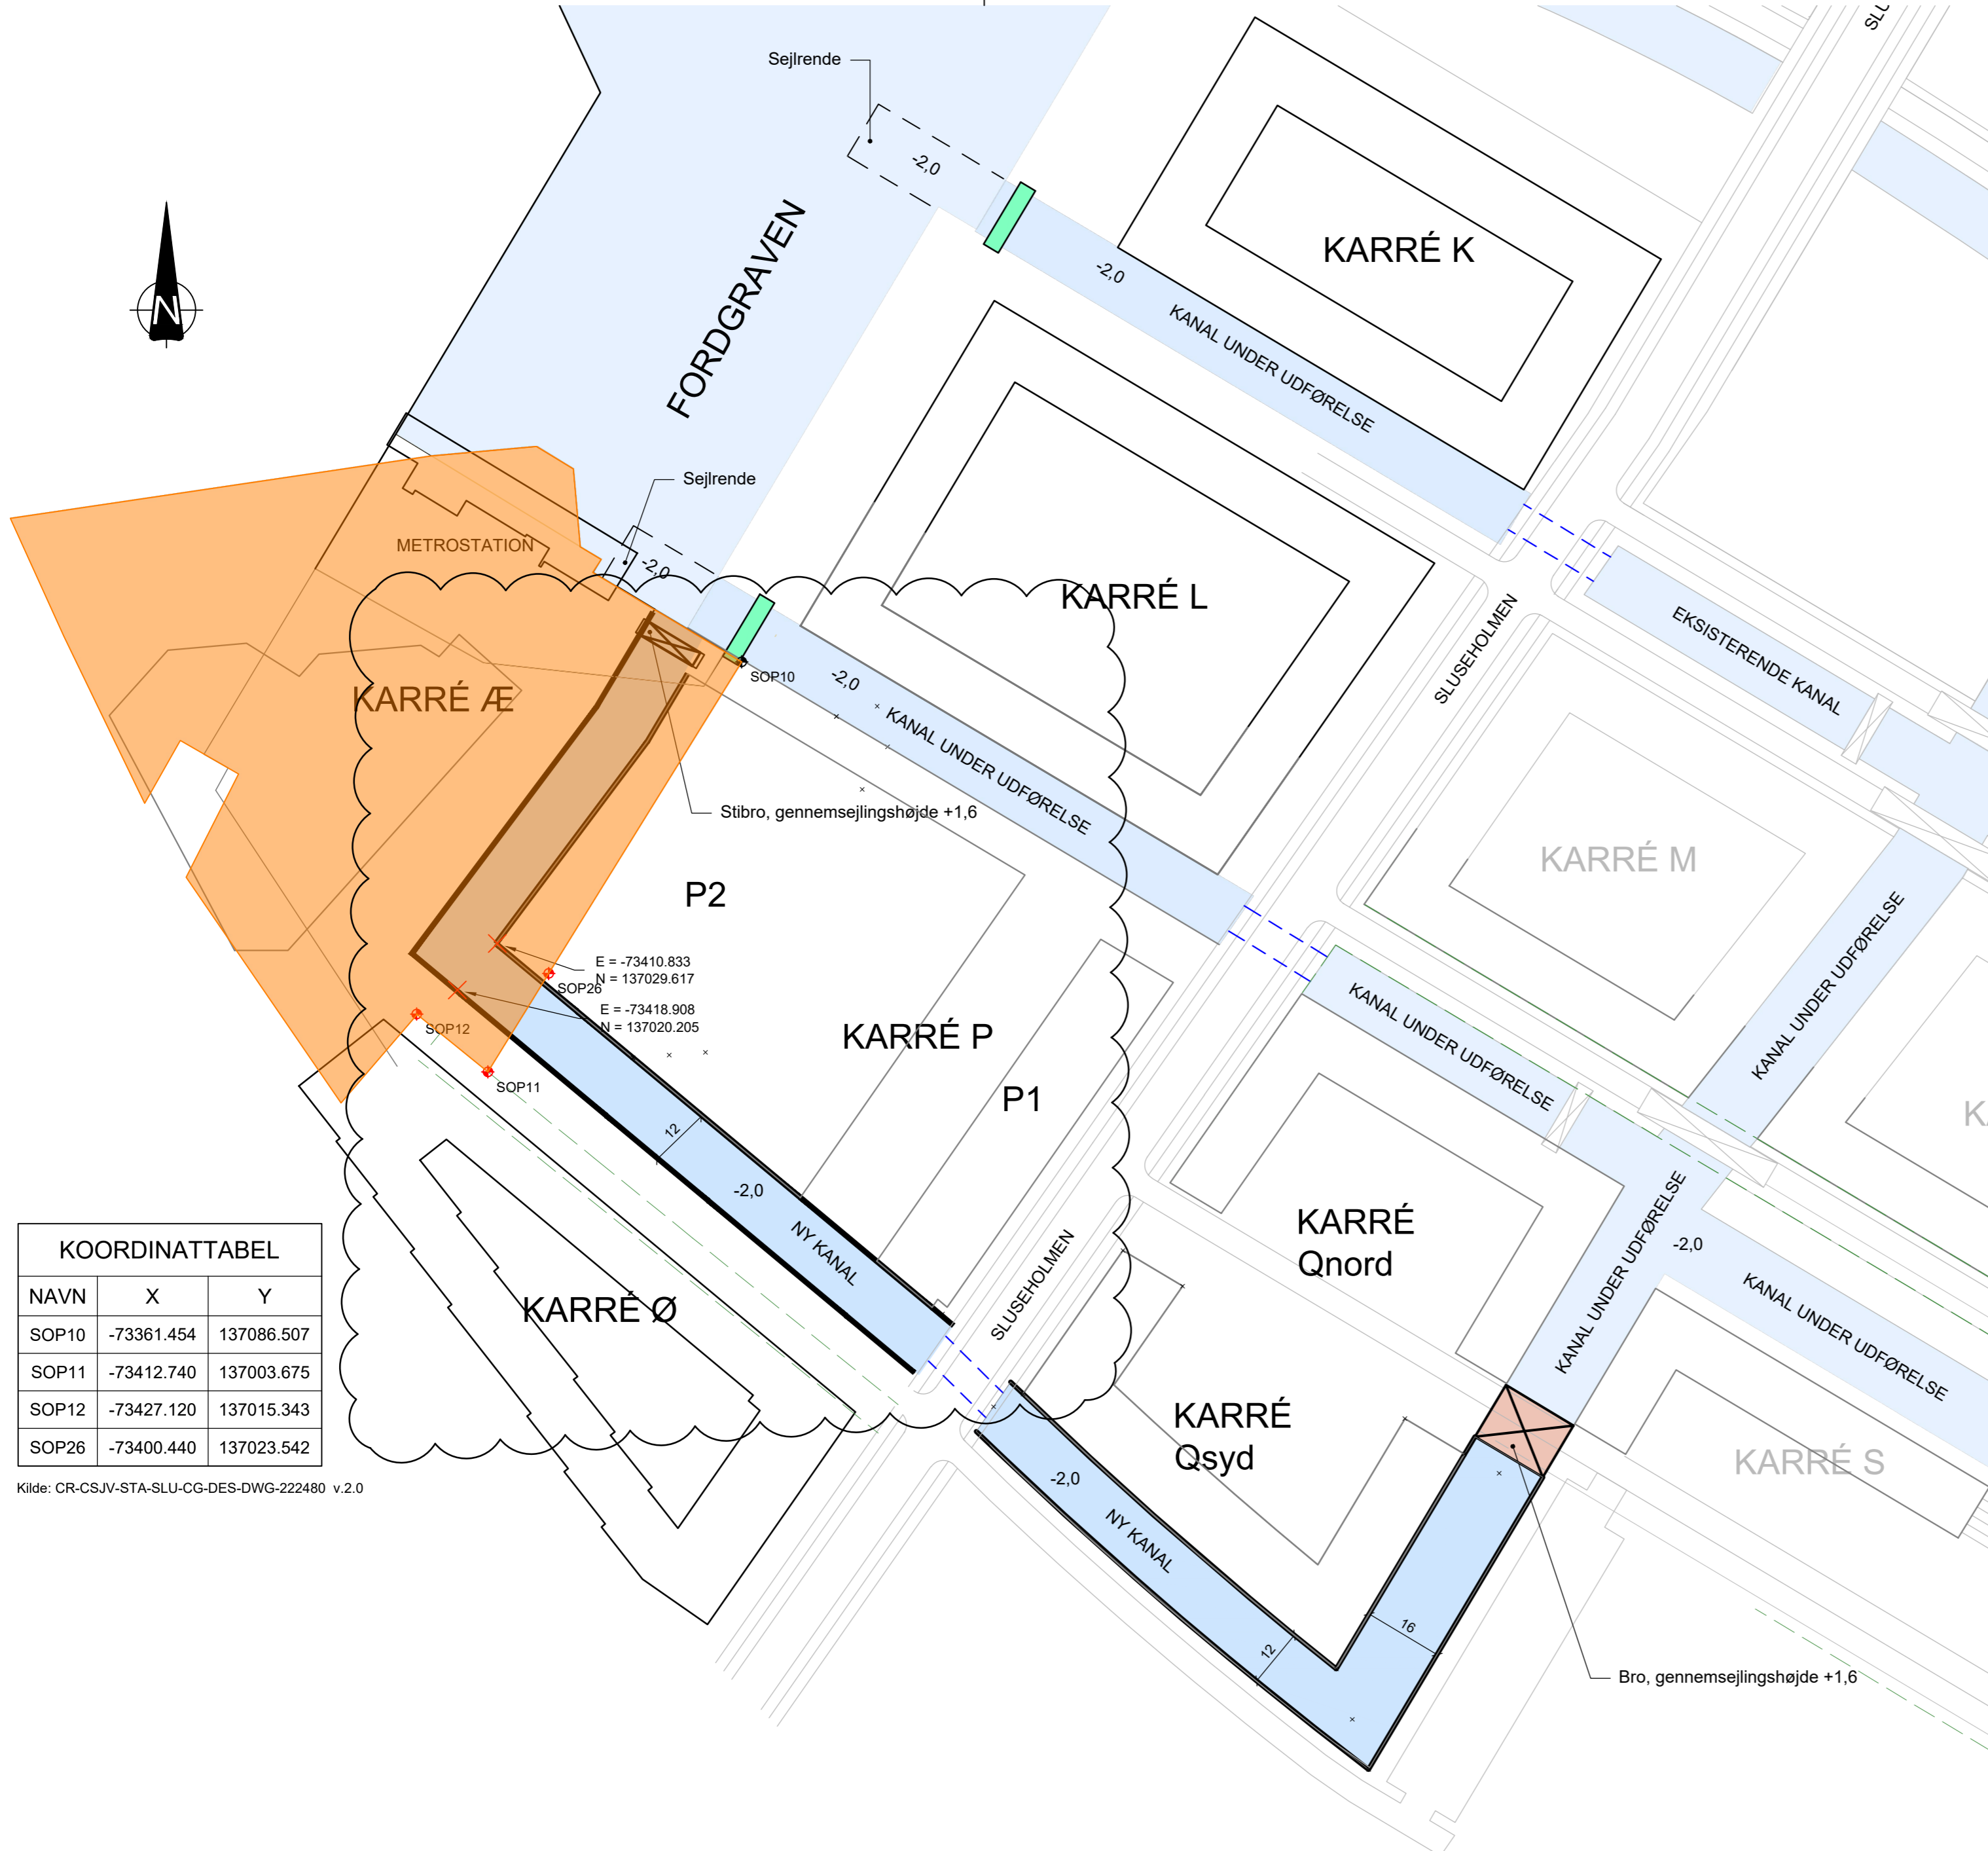 SLU
Sejlrende
-2,0
KARRÉ K
FORDGRAVEN
-2,0
KANAL UNDER UDFØRELSE
N
Sejlrende
METROSTATION
-2,0
KARRÉ L
SLUSEHOLMEN
EKSISTERENDE KANAL
KARRÉ Æ
SOP10
-2,0
KANAL UNDER UDFØRELSE
Stibro, gennemsejlingshøjde +1,6
KARRÉ M
P2
KANAL UNDER UDFØRELSE
E = -73410.833
N = 137029.617
SOP26
E = -73418.908
N = 137020.205
SOP12
SOP11
KARRÉ P
KANAL UNDER UDFØRELSE
P1
K
12
-2,0
NY KANAL
KARRÉ
Qnord
KANAL UNDER UDFØRELSE
-2,0
KANAL UNDER UDFØRELSE
SLUSEHOLMEN
KARRÉ Ø
KOORDINATTABEL
NAVN X Y
SOP10 -73361.454 137086.507
SOP11 -73412.740 137003.675
SOP12 -73427.120 137015.343
SOP26 -73400.440 137023.542
Kilde: CR-CSJV-STA-SLU-CG-DES-DWG-222480 v.2.0
KARRÉ
Qsyd
KARRÉ S
-2,0
NY KANAL
16
12
Bro, gennemsejlingshøjde +1,6